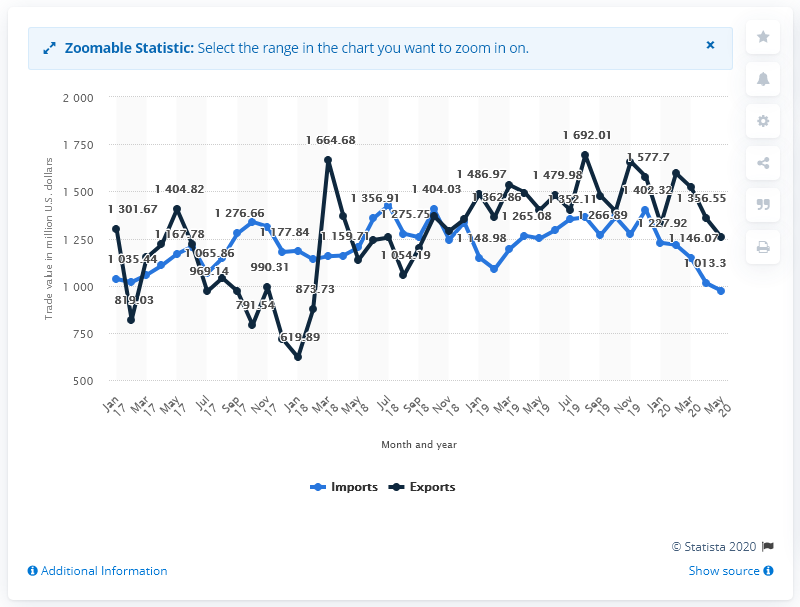 Zoomable Statistic: Select the range in the chart you want to zoom in on.
×
Trade value in million U.S. dollars
2 000
1 750
1 500
1 250
1 000
750
500
1 301.67
1 035.44
819.03
1 404.82
1 167.78
1 065.86
969.14
1 276.66
791.54
990.31
1 177.84
619.89
873.73
1 664.68
1 159.71
1 356.91
1 275.75
1 054.19
1 404.03
1 148.98
1 486.97
1 362.86
1 265.08
1 479.98
1 352.11
1 692.01
266.89
1 402.32
1 577.7
1 227.92
1 146.07
1 356.55
1 013.3
Jan 17
Mar 17
May 17
Jul 17
Sep 17
Nov 17
Jan 18
Mar 18
May 18
Jul 18
Sep 18
Nov 18
Jan 19
Mar 19
May 19
Jul 19
Sep 19
Nov 19
Jan 20
Mar 20
May 20
Month and year
Imports Exports
© Statista 2020
Additional Information Show source